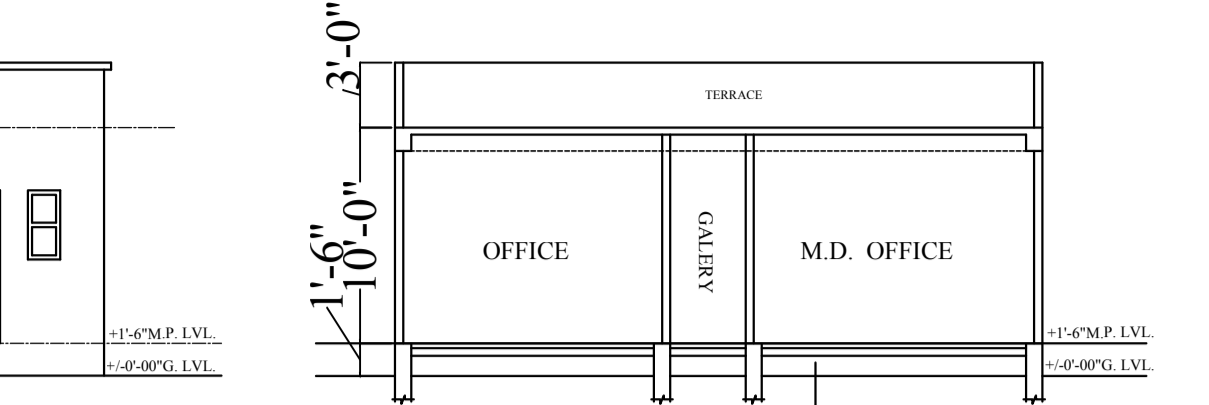 3'-0"
TERRACE
1'-6"
10'-0"
OFFICE
GALERY
M.D. OFFICE
+1'-6"M.P. LVL.
+1'-6"M.P. LVL.
+/-0'-00"G. LVL.
+/-0'-00"G. LVL.